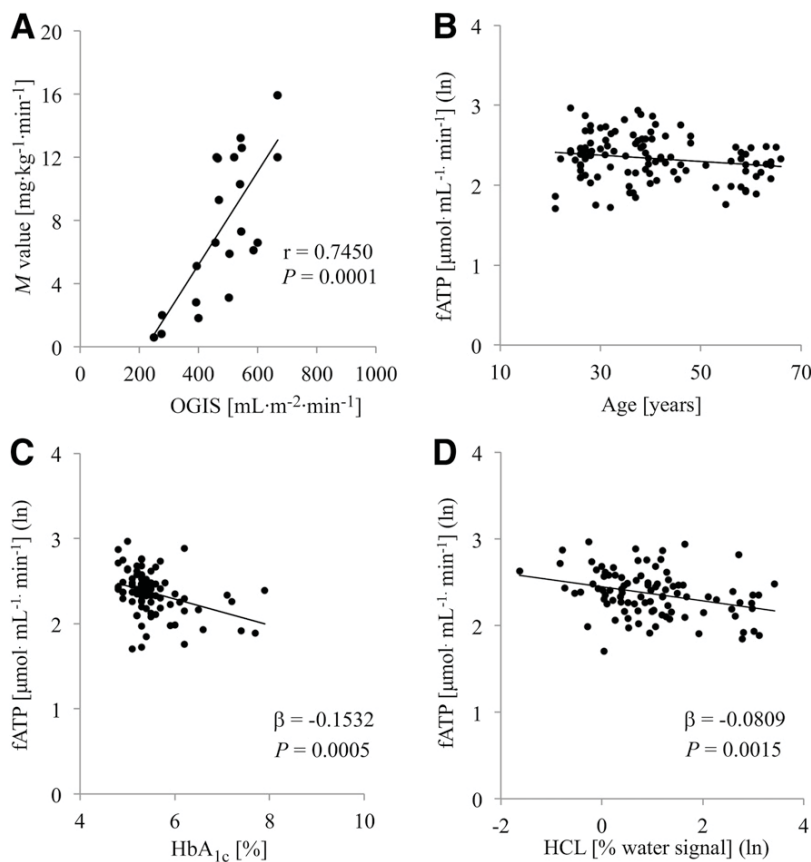 A
M value [mg·kg⁻¹·min⁻¹]
20
16
12
8
4
0
r = 0.7450
P = 0.0001
0 200 400 600 800 1000
OGIS [mL·m⁻²·min⁻¹]
B
fATP [μmol· mL⁻¹· min⁻¹] (ln)
4
3
2
1
0
10 30 50 70
Age [years]
C
fATP [μmol· mL⁻¹· min⁻¹] (ln)
4
3
2
1
0
β = -0.1532
P = 0.0005
4 6 8 10
HbA₁c [%]
D
fATP [μmol· mL⁻¹· min⁻¹] (ln)
4
3
2
1
0
β = -0.0809
P = 0.0015
-2 0 2 4
HCL [% water signal] (ln)